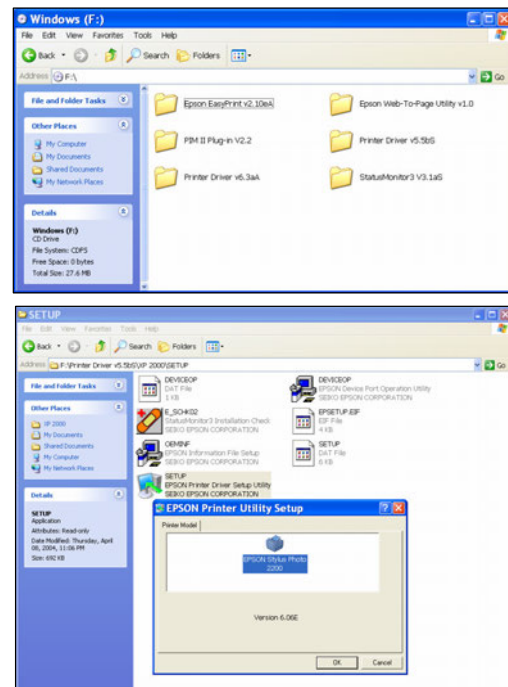 Windows (F:)
File Edit View Favorites Tools Help
Back Search Folders
Address F:\ Go
File and Folder Tasks
Epson EasyPrint v2.10eA
Epson Web-To-Page Utility v1.0
Other Places
My Computer
My Documents
Shared Documents
My Network Places
PIM II Plug-in V2.2
Printer Driver v5.5bS
Printer Driver v6.3aA
StatusMonitor3 V3.1aS
Details
Windows (F:)
CD Drive
File System: CDFS
Free Space: 0 bytes
Total Size: 27.6 MB
SETUP
File Edit View Favorites Tools Help
Back Search Folders
Address F:\Printer Driver v5.5bS\XP 2000\SETUP Go
File and Folder Tasks
DEVICEOP
DAT File
1 KB
DEVICEOP
EPSON Device Port Operation Utility
SEIKO EPSON CORPORATION
Other Places
XP 2000
My Documents
Shared Documents
My Computer
My Network Places
E_SCHK02
StatusMonitor3 Installation Check
SEIKO EPSON CORPORATION
EPSETUP.EIF
EIF File
4 KB
OEMINF
EPSON Information File Setup
SEIKO EPSON CORPORATION
SETUP
DAT File
6 KB
SETUP
EPSON Printer Driver Setup Utility
SEIKO EPSON CORPORATION
Details
SETUP
Application
Attributes: Read-only
Date Modified: Thursday, April
08, 2004, 11:06 PM
Size: 692 KB
EPSON Printer Utility Setup
Printer Model
EPSON Stylus Photo
2200
Version 6.06E
OK Cancel